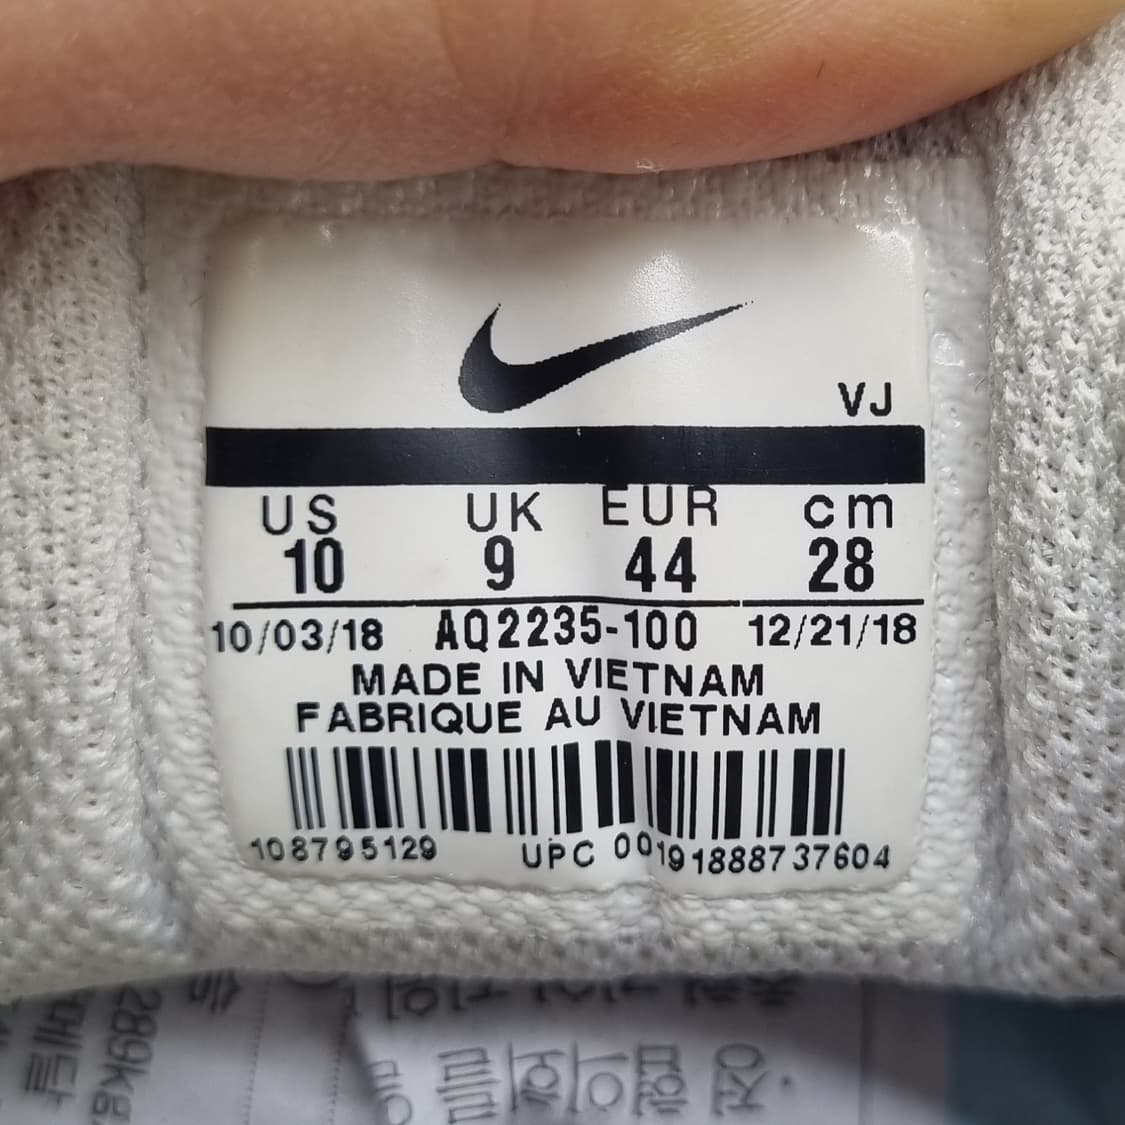 VJ
US UK EUR cm
10 9 44 28
10/03/18 AQ2235-100 12/21/18
MADE IN VIETNAM
FABRIQUE AU VIETNAM
108795129 UPC 00191888737604
289kg